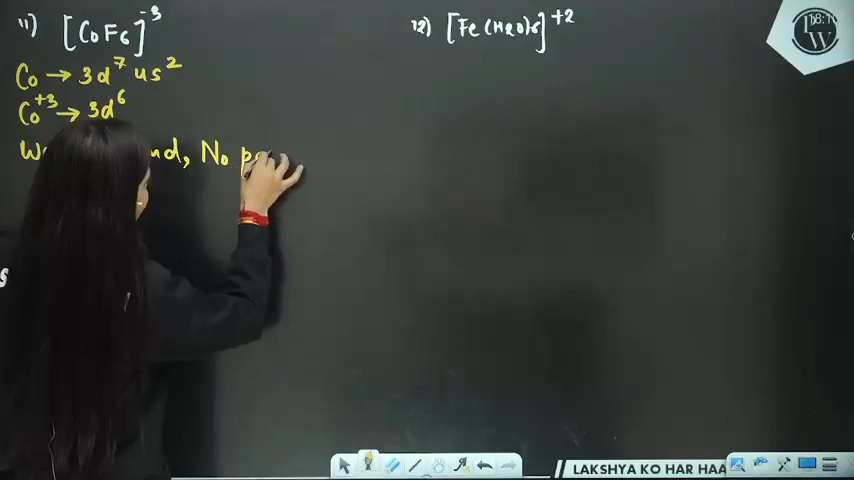 11) [CoF6]^-3
Co → 3d^7 4s^2
Co^+3 → 3d^6
No
12) [Fe(H2O)6]^+2
LAKSHYA KO HAR HAA